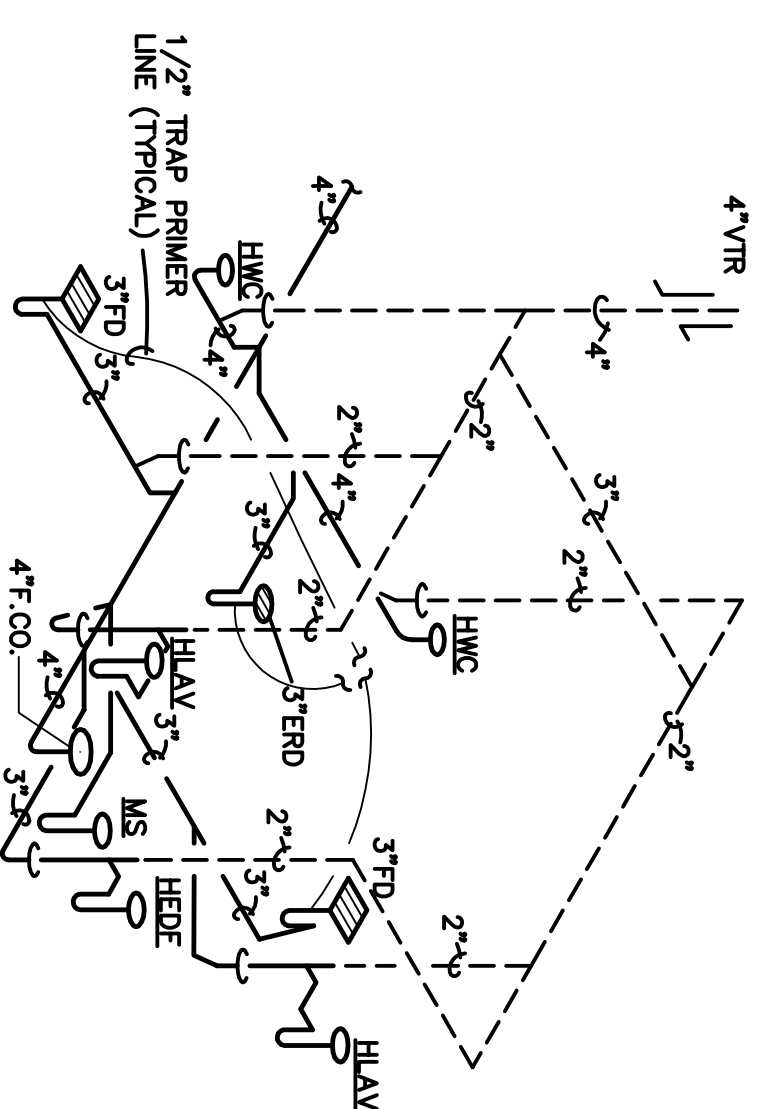 4"VTR
4"
2"
3"
2"
HWC
2"
1/2" TRAP PRIMER
LINE (TYPICAL)
4"
HWC
4"
2"
4"
3"
2"
3"FD
3"
3"ERD
4"F.CO.
4"
HLAV
3"
3"
MS
HEDF
2"
3"
3"FD
2"
HLAV